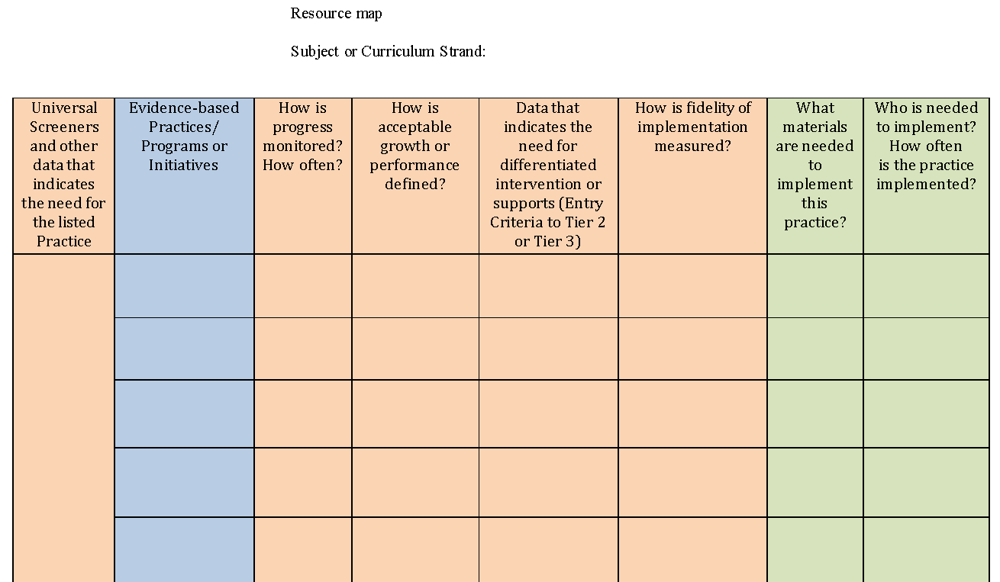 Resource map
Subject or Curriculum Strand:
Universal
Screeners
and other
data that
indicates
the need for
the listed
Practice
Evidence-based
Practices/
Programs or
Initiatives
How is
progress
monitored?
How often?
How is
acceptable
growth or
performance
defined?
Data that
indicates the
need for
differentiated
intervention or
supports (Entry
Criteria to Tier 2
or Tier 3)
How is fidelity of
implementation
measured?
What
materials
are needed
to
implement
this
practice?
Who is needed
to implement?
How often
is the practice
implemented?